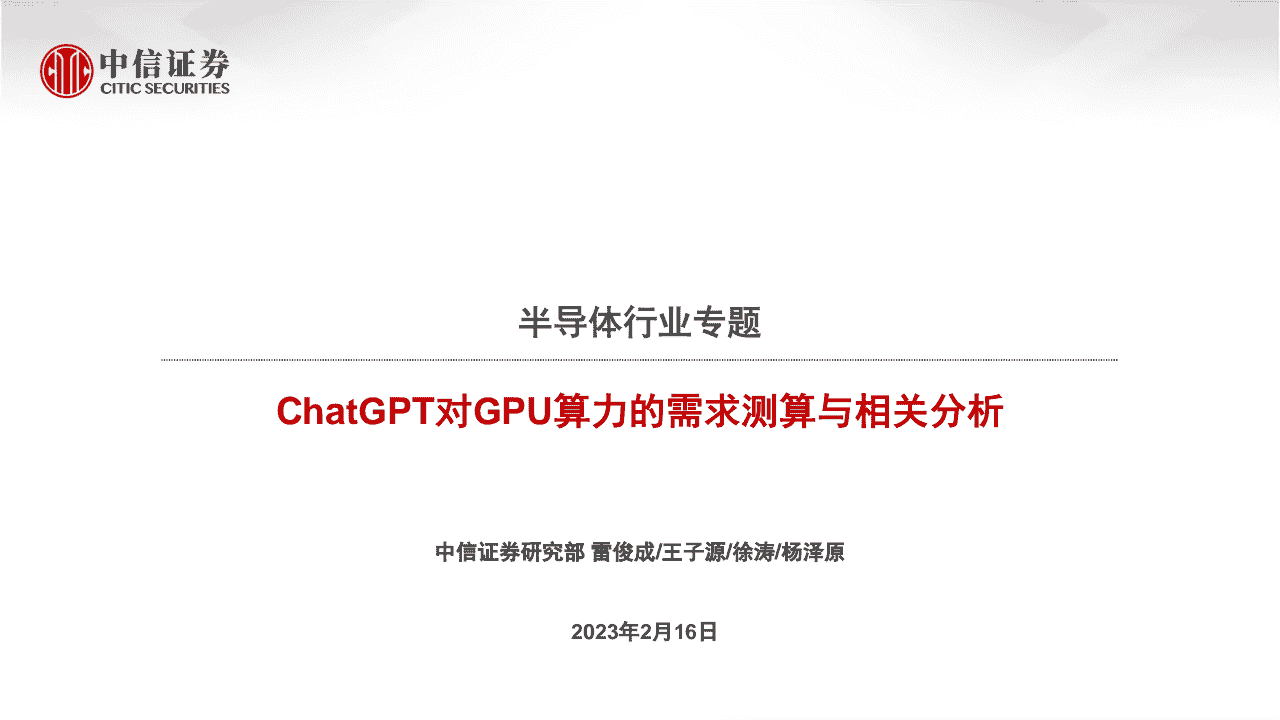 中信证券
CITIC SECURITIES
半导体行业专题
ChatGPT对GPU算力的需求测算与相关分析
中信证券研究部 雷俊成/王子源/徐涛/杨泽原
2023年2月16日